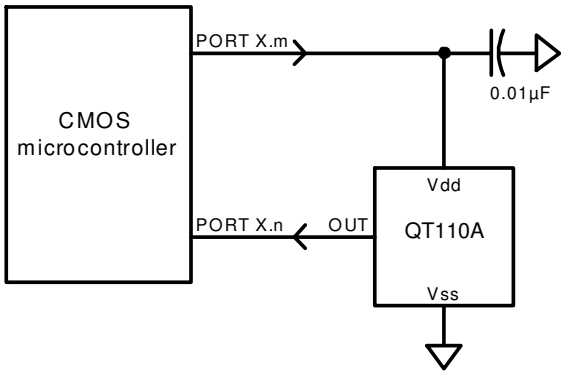 PORT X.m
0.01µF
CMOS
microcontroller
Vdd
PORT X.n
OUT
QT110A
Vss